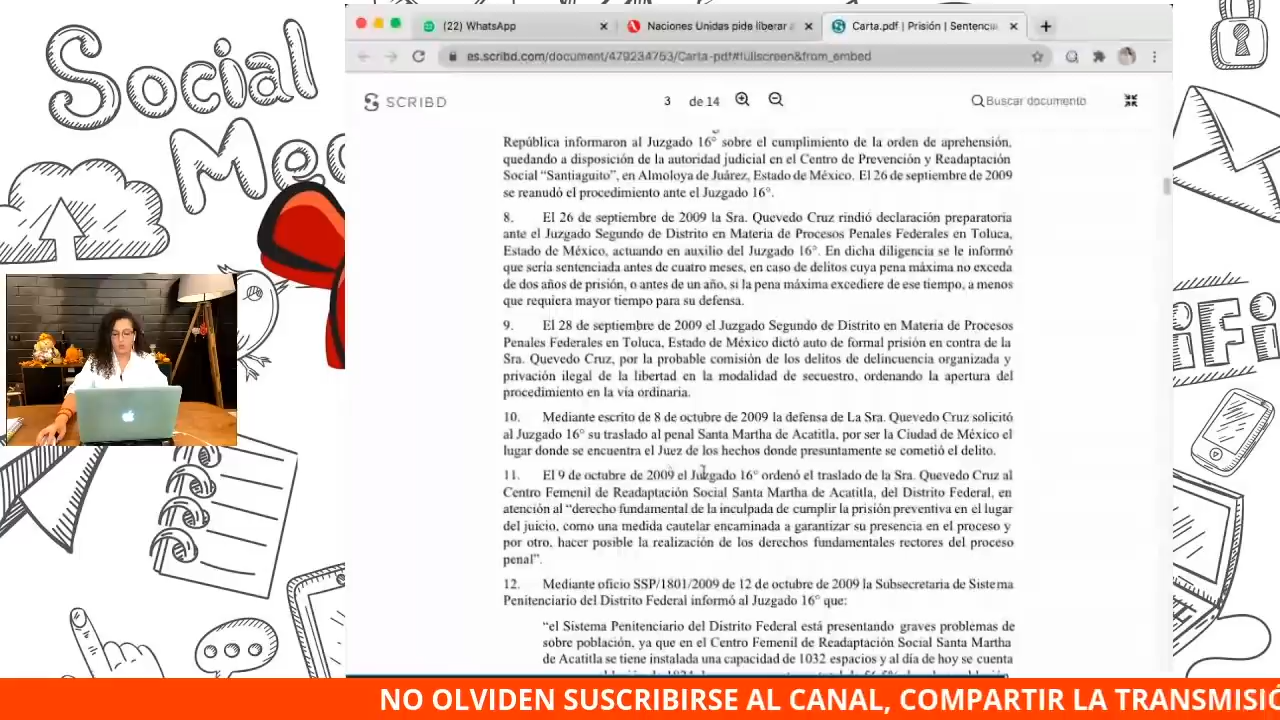 Social
Med
WiFi
(22) WhatsApp
Naciones Unidas pide liberar a
Carta.pdf | Prisión | Sentencia
es.scribd.com/document/479234753/Carta-pdf#fullscreen&from_embed
SCRIBD
3 de 14
Buscar documento
República informaron al Juzgado 16° sobre el cumplimiento de la orden de aprehensión,
quedando a disposición de la autoridad judicial en el Centro de Prevención y Readaptación
Social “Santiaguito”, en Almoloya de Juárez, Estado de México. El 26 de septiembre de 2009
se reanudó el procedimiento ante el Juzgado 16°.
8. El 26 de septiembre de 2009 la Sra. Quevedo Cruz rindió declaración preparatoria
ante el Juzgado Segundo de Distrito en Materia de Procesos Penales Federales en Toluca,
Estado de México, actuando en auxilio del Juzgado 16°. En dicha diligencia se le informó
que sería sentenciada antes de cuatro meses, en caso de delitos cuya pena máxima no exceda
de dos años de prisión, o antes de un año, si la pena máxima excediere de ese tiempo, a menos
que requiera mayor tiempo para su defensa.
9. El 28 de septiembre de 2009 el Juzgado Segundo de Distrito en Materia de Procesos
Penales Federales en Toluca, Estado de México dictó auto de formal prisión en contra de la
Sra. Quevedo Cruz, por la probable comisión de los delitos de delincuencia organizada y
privación ilegal de la libertad en la modalidad de secuestro, ordenando la apertura del
procedimiento en la vía ordinaria.
10. Mediante escrito de 8 de octubre de 2009 la defensa de La Sra. Quevedo Cruz solicitó
al Juzgado 16° su traslado al penal Santa Martha de Acatitla, por ser la Ciudad de México el
lugar donde se encuentra el Juez de los hechos donde presuntamente se cometió el delito.
11. El 9 de octubre de 2009 el Juzgado 16° ordenó el traslado de la Sra. Quevedo Cruz al
Centro Femenil de Readaptación Social Santa Martha de Acatitla, del Distrito Federal, en
atención al “derecho fundamental de la inculpada de cumplir la prisión preventiva en el lugar
del juicio, como una medida cautelar encaminada a garantizar su presencia en el proceso y
por otro, hacer posible la realización de los derechos fundamentales rectores del proceso
penal”.
12. Mediante oficio SSP/1801/2009 de 12 de octubre de 2009 la Subsecretaria de Sistema
Penitenciario del Distrito Federal informó al Juzgado 16° que:
“el Sistema Penitenciario del Distrito Federal está presentando graves problemas de
sobre población, ya que en el Centro Femenil de Readaptación Social Santa Martha
de Acatitla se tiene instalada una capacidad de 1032 espacios y al día de hoy se cuenta
NO OLVIDEN SUSCRIBIRSE AL CANAL, COMPARTIR LA TRANSMISIÓ